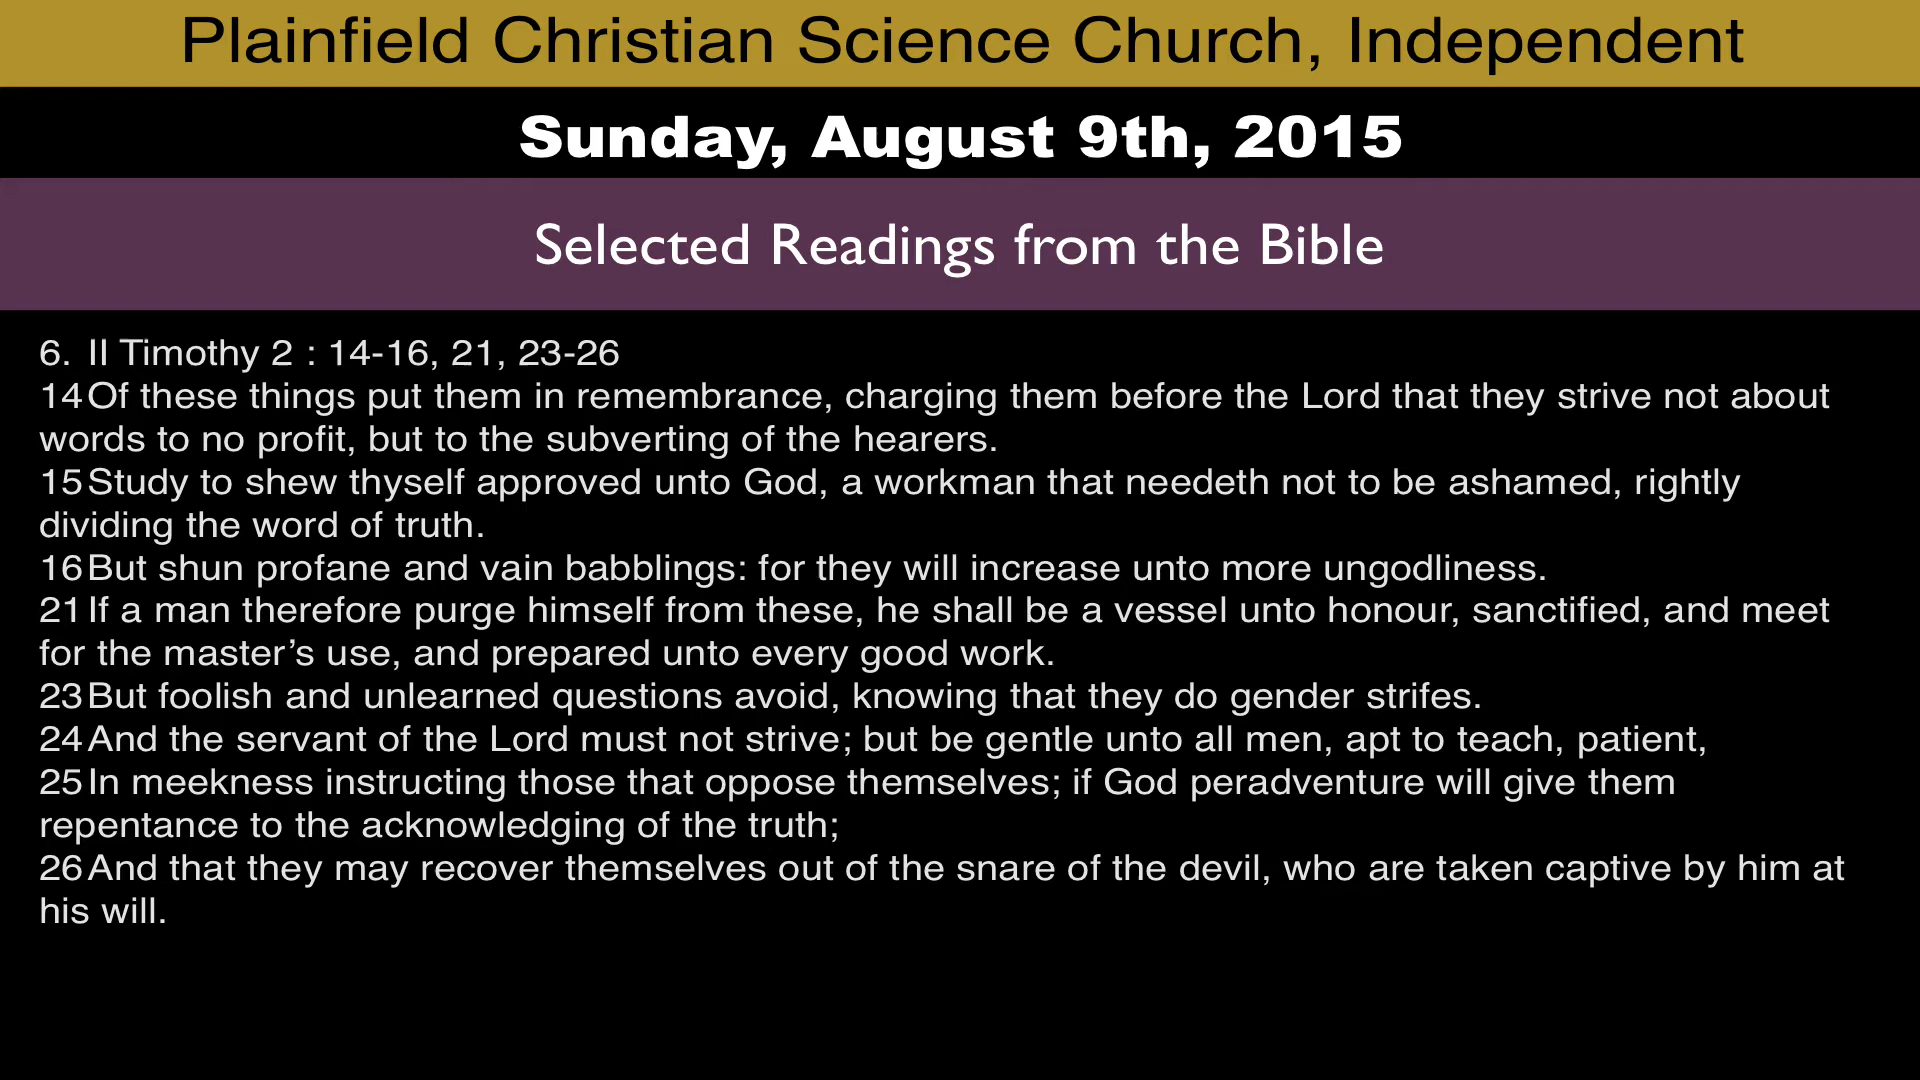 Plainfield Christian Science Church, Independent
Sunday, August 9th, 2015
Selected Readings from the Bible
6. II Timothy 2 : 14-16, 21, 23-26
14 Of these things put them in remembrance, charging them before the Lord that they strive not about
words to no profit, but to the subverting of the hearers.
15 Study to shew thyself approved unto God, a workman that needeth not to be ashamed, rightly
dividing the word of truth.
16 But shun profane and vain babblings: for they will increase unto more ungodliness.
21 If a man therefore purge himself from these, he shall be a vessel unto honour, sanctified, and meet
for the master’s use, and prepared unto every good work.
23 But foolish and unlearned questions avoid, knowing that they do gender strifes.
24 And the servant of the Lord must not strive; but be gentle unto all men, apt to teach, patient,
25 In meekness instructing those that oppose themselves; if God peradventure will give them
repentance to the acknowledging of the truth;
26 And that they may recover themselves out of the snare of the devil, who are taken captive by him at
his will.